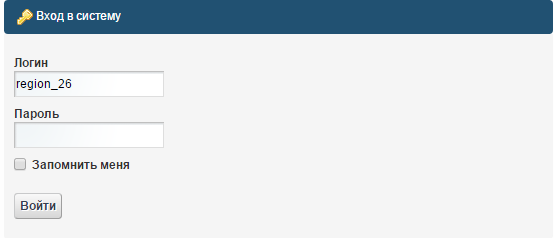 Вход в систему
Логин
region_26
Пароль
Запомнить меня
Войти